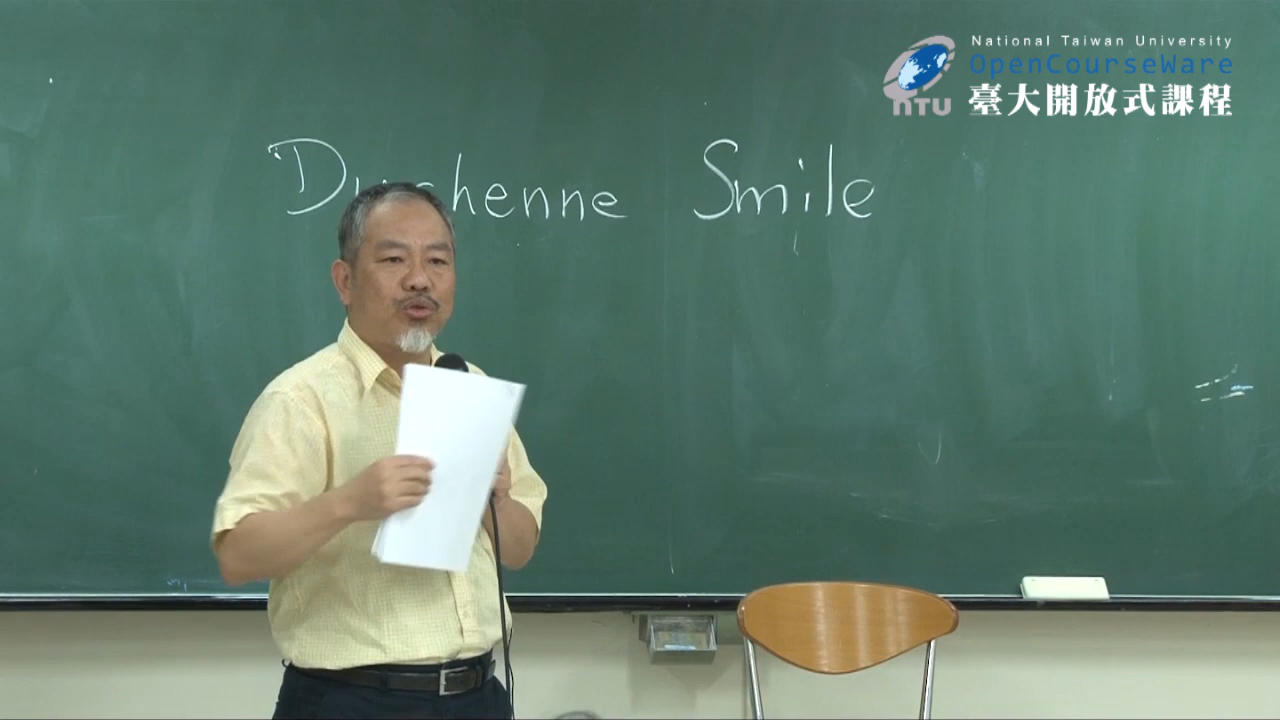 National Taiwan University
OpenCourseWare
NTU 臺大開放式課程
Duchenne Smile